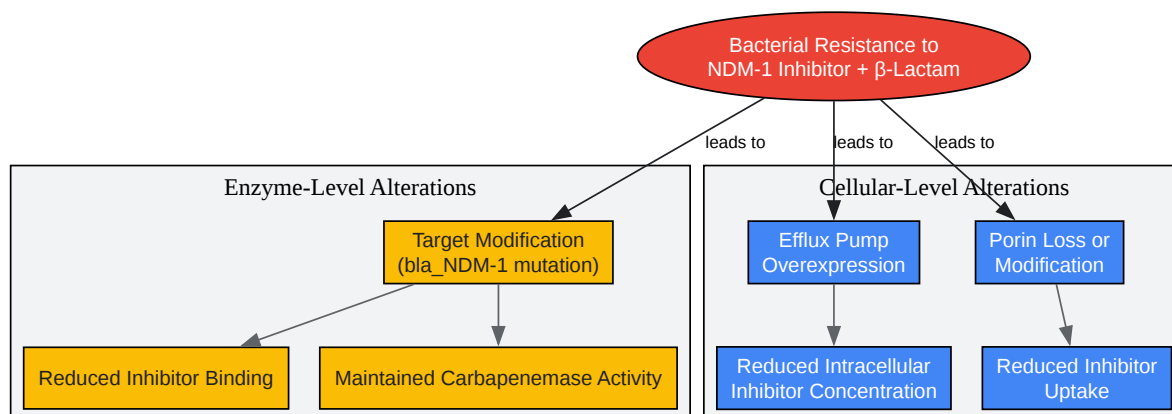 Bacterial Resistance to
NDM-1 Inhibitor + β-Lactam
leads to
leads to
leads to
Enzyme-Level Alterations
Cellular-Level Alterations
Target Modification
(bla_NDM-1 mutation)
Efflux Pump
Overexpression
Porin Loss or
Modification
Reduced Inhibitor Binding
Maintained Carbapenemase Activity
Reduced Intracellular
Inhibitor Concentration
Reduced Inhibitor
Uptake